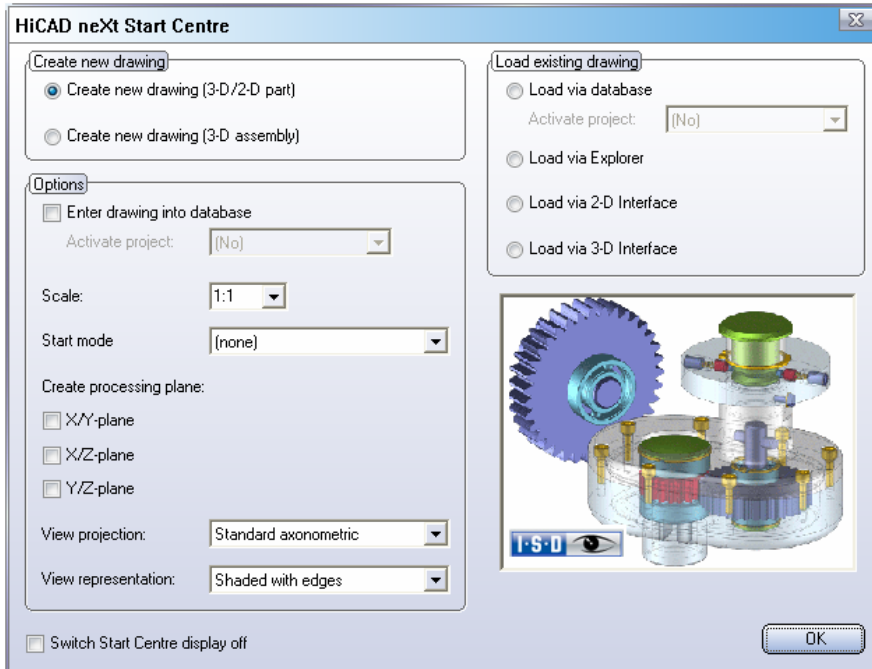 HiCAD neXt Start Centre
Create new drawing
Create new drawing (3-D/2-D part)
Create new drawing (3-D assembly)
Options
Enter drawing into database
Activate project: (No)
Scale: 1:1
Start mode (none)
Create processing plane:
X/Y-plane
X/Z-plane
Y/Z-plane
View projection: Standard axonometric
View representation: Shaded with edges
Switch Start Centre display off
Load existing drawing
Load via database
Activate project: (No)
Load via Explorer
Load via 2-D Interface
Load via 3-D Interface
I·S·D
OK